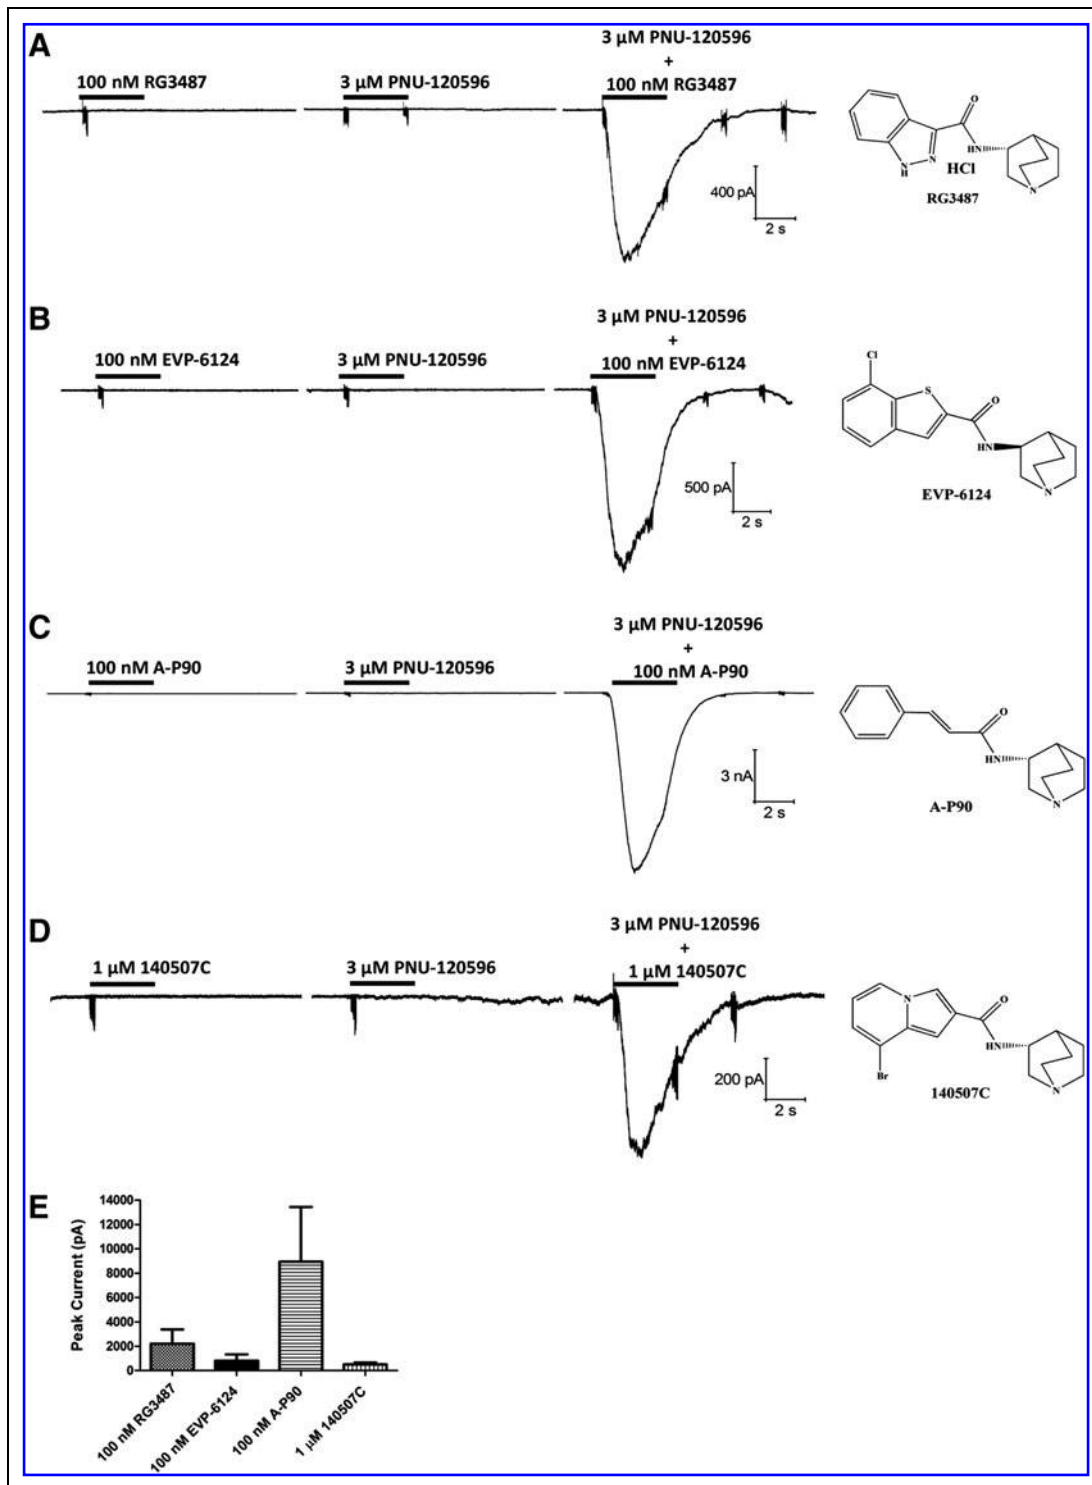 A
100 nM RG3487
3 µM PNU-120596
3 µM PNU-120596
+
100 nM RG3487
400 pA
2 s
O
HN
N
N
H
HCl
N
RG3487
B
100 nM EVP-6124
3 µM PNU-120596
3 µM PNU-120596
+
100 nM EVP-6124
500 pA
2 s
Cl
S
O
HN
N
EVP-6124
C
100 nM A-P90
3 µM PNU-120596
3 µM PNU-120596
+
100 nM A-P90
3 nA
2 s
O
HN
N
A-P90
D
1 µM 140507C
3 µM PNU-120596
3 µM PNU-120596
+
1 µM 140507C
200 pA
2 s
N
O
HN
Br
N
140507C
E
Peak Current (pA)
14000
12000
10000
8000
6000
4000
2000
0
100 nM RG3487
100 nM EVP-6124
100 nM A-P90
1 µM 140507C